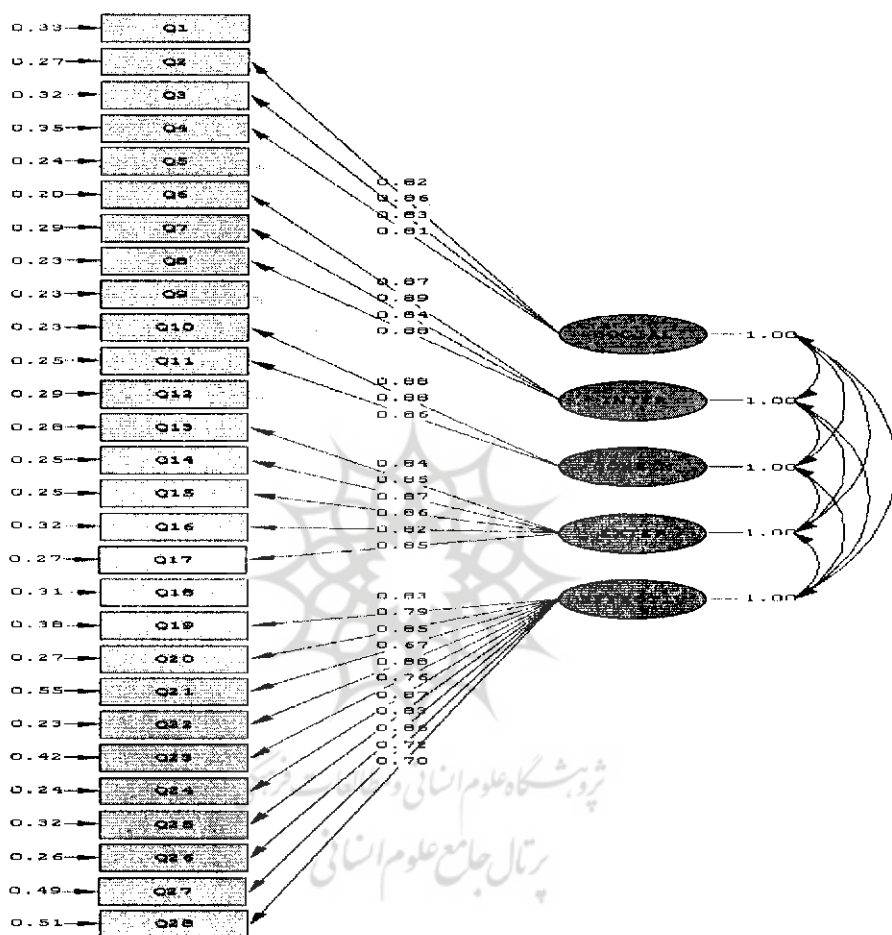 0.33 Q1
0.27 Q2
0.32 Q3
0.35 Q4
0.24 Q5
0.20 Q6
0.29 Q7
0.23 Q8
0.23 Q9
0.23 Q10
0.25 Q11
0.29 Q12
0.28 Q13
0.25 Q14
0.25 Q15
0.32 Q16
0.27 Q17
0.31 Q18
0.38 Q19
0.27 Q20
0.55 Q21
0.23 Q22
0.42 Q23
0.24 Q24
0.32 Q25
0.26 Q26
0.49 Q27
0.51 Q28
0.82
0.86
0.83
0.81
0.87
0.89
0.84
0.88
0.88
0.88
0.86
0.84
0.85
0.87
0.86
0.82
0.85
0.83
0.79
0.85
0.67
0.88
0.76
0.87
0.83
0.86
0.72
0.70
SOCIAL 1.00
INTER 1.00
1.00
1.00
1.00
پژوهشگاه علوم انسانی و مطالعات فرهنگی
پرتال جامع علوم انسانی